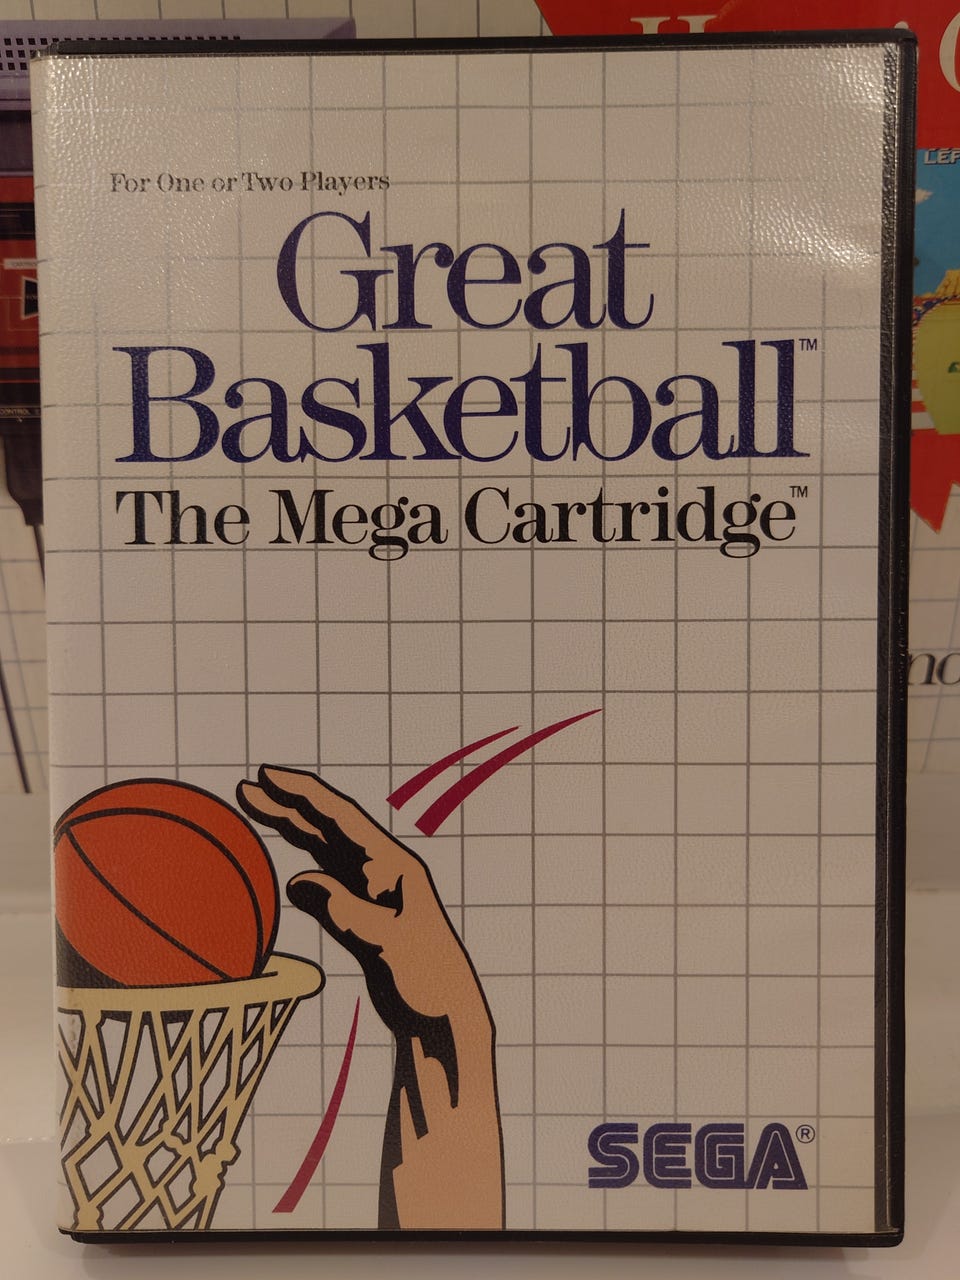 For One or Two Players
Great
Basketball™
The Mega Cartridge™
SEGA®